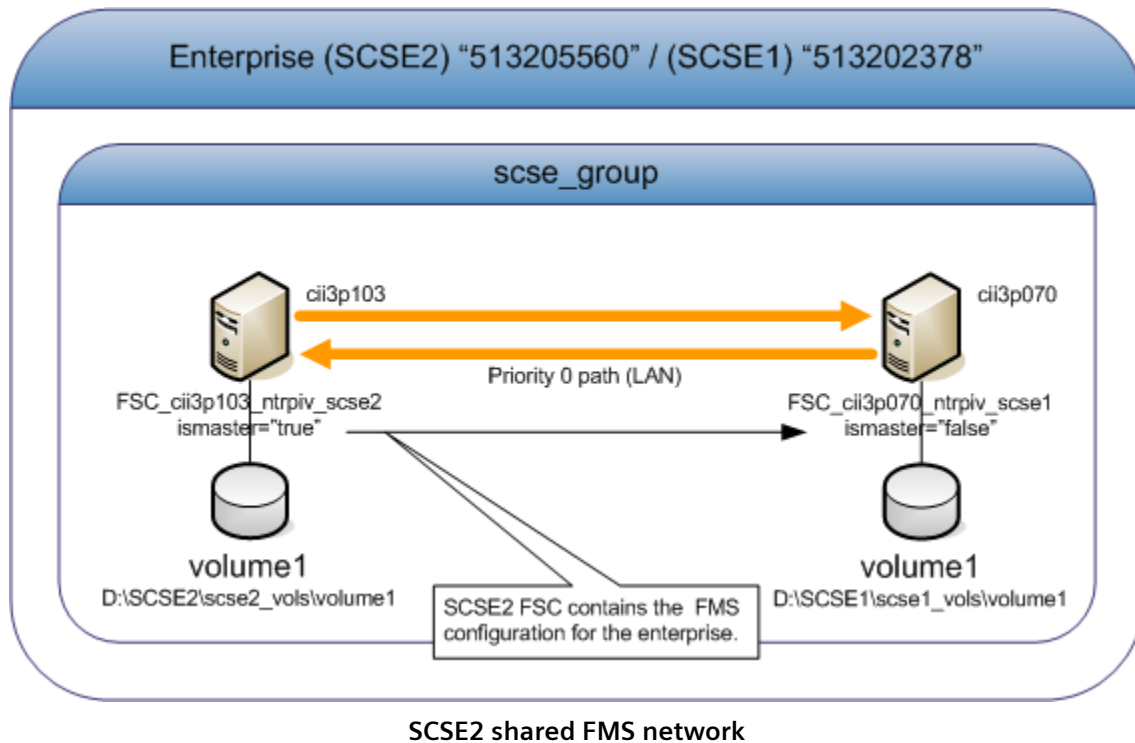 Enterprise (SCSE2) “513205560” / (SCSE1) “513202378”
scse_group
cii3p103
cii3p070
Priority 0 path (LAN)
FSC_cii3p103_ntrpiv_scse2
ismaster=”true”
FSC_cii3p070_ntrpiv_scse1
ismaster=”false”
volume1
D:\SCSE2\scse2_vols\volume1
volume1
D:\SCSE1\scse1_vols\volume1
SCSE2 FSC contains the FMS
configuration for the enterprise.
SCSE2 shared FMS network